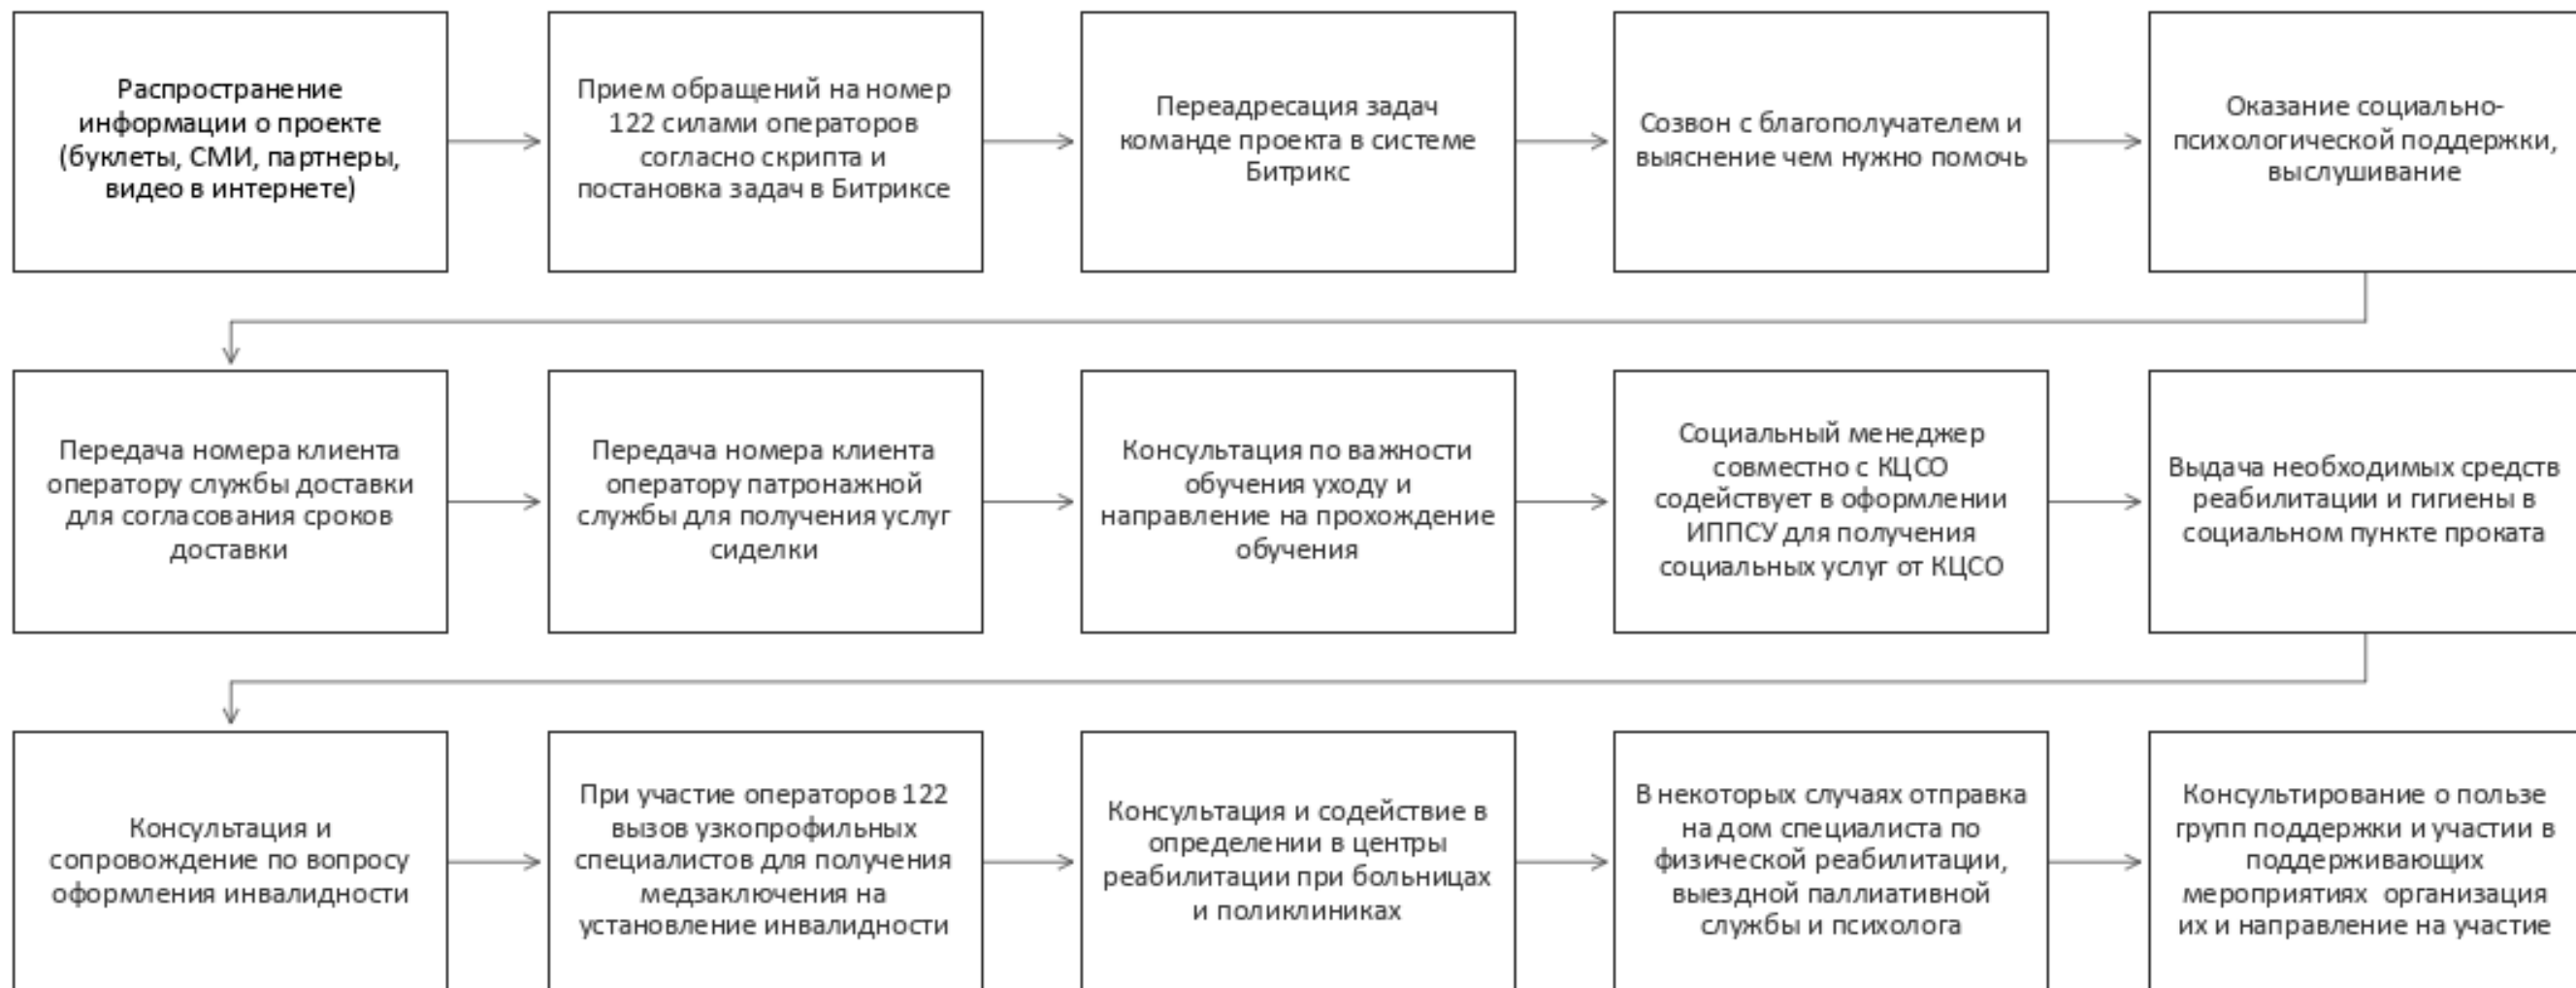 Распространение
информации о проекте
(буклеты, СМИ, партнеры,
видео в интернете)
Прием обращений на номер
122 силами операторов
согласно скрипта и
постановка задач в Битриксе
Переадресация задач
команде проекта в системе
Битрикс
Созвон с благополучателем и
выяснение чем нужно помочь
Оказание социально-
психологической поддержки,
выслушивание
Передача номера клиента
оператору службы доставки
для согласования сроков
доставки
Передача номера клиента
оператору патронажной
службы для получения услуг
сиделки
Консультация по важности
обучения уходу и
направление на прохождение
обучения
Социальный менеджер
совместно с КЦСО
содействует в оформлении
ИППСУ для получения
социальных услуг от КЦСО
Выдача необходимых средств
реабилитации и гигиены в
социальном пункте проката
Консультация и
сопровождение по вопросу
оформления инвалидности
При участие операторов 122
вызов узкопрофильных
специалистов для получения
медзаключения на
установление инвалидности
Консультация и содействие в
определении в центры
реабилитации при больницах
и поликлиниках
В некоторых случаях отправка
на дом специалиста по
физической реабилитации,
выездной паллиативной
службы и психолога
Консультирование о пользе
групп поддержки и участии в
поддерживающих
мероприятиях организация
их и направление на участие